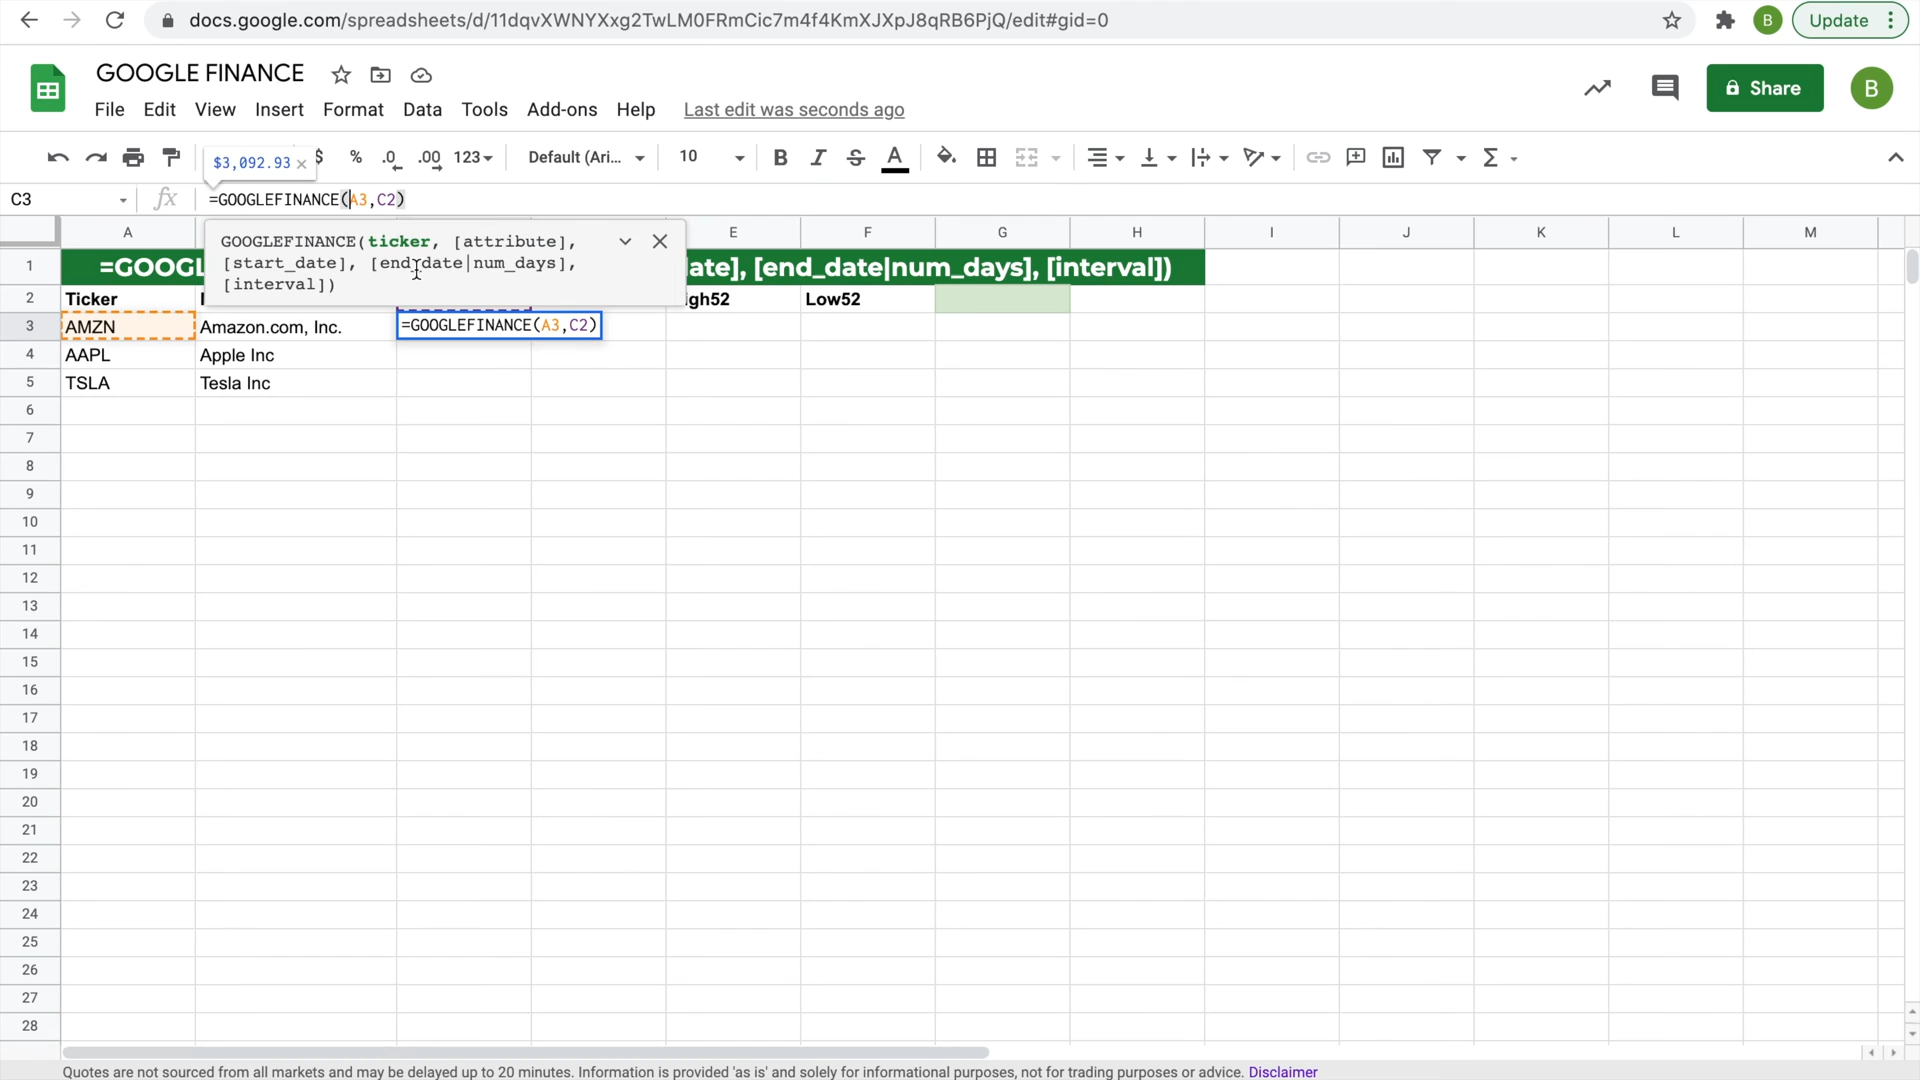 docs.google.com/spreadsheets/d/11dqvXWNYXxg2TwLM0FRmCic7m4f4KmXJXpJ8qRB6PjQ/edit#gid=0
B
Update
GOOGLE FINANCE
File Edit View Insert Format Data Tools Add-ons Help Last edit was seconds ago
Share
B
$3,092.93 ×
$ % .0 .00 123 Default (Ari... 10 B I S A Σ
C3 fx =GOOGLEFINANCE(A3,C2)
GOOGLEFINANCE(ticker, [attribute],
[start_date], [end_date|num_days],
[interval])
A E F G H I J K L M
1 =GOOG ate], [end_date|num_days], [interval])
2 Ticker igh52 Low52
3 AMZN Amazon.com, Inc. =GOOGLEFINANCE(A3,C2)
4 AAPL Apple Inc
5 TSLA Tesla Inc
6
7
8
9
10
11
12
13
14
15
16
17
18
19
20
21
22
23
24
25
26
27
28
Quotes are not sourced from all markets and may be delayed up to 20 minutes. Information is provided 'as is' and solely for informational purposes, not for trading purposes or advice. Disclaimer